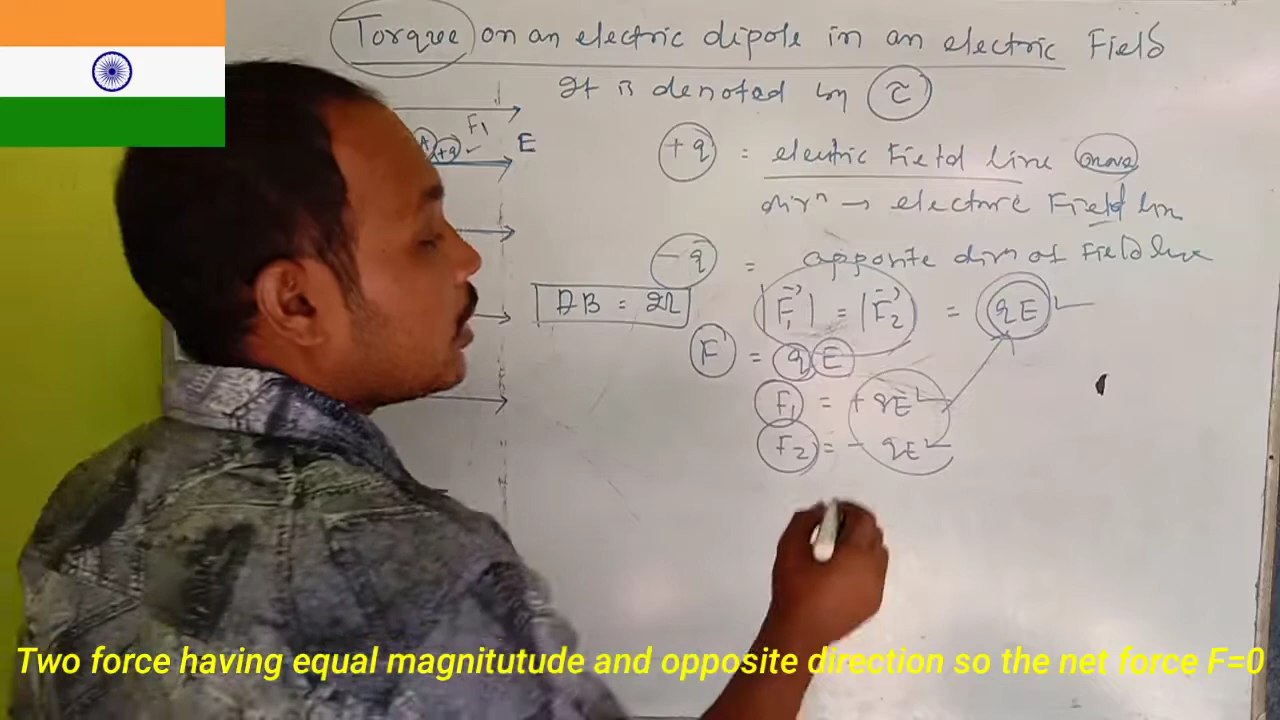 Torque on an electric dipole in an electric Field
It is denoted by τ
A +q F1 E
+q = electric Field line move
dirn → electric Field lin
-q = opposite dirn of Field line
AB = 2l
|F1| = |F2| = qE
F = qE
F1 = + qE
F2 = - qE
Two force having equal magnitutude and opposite direction so the net force F=0